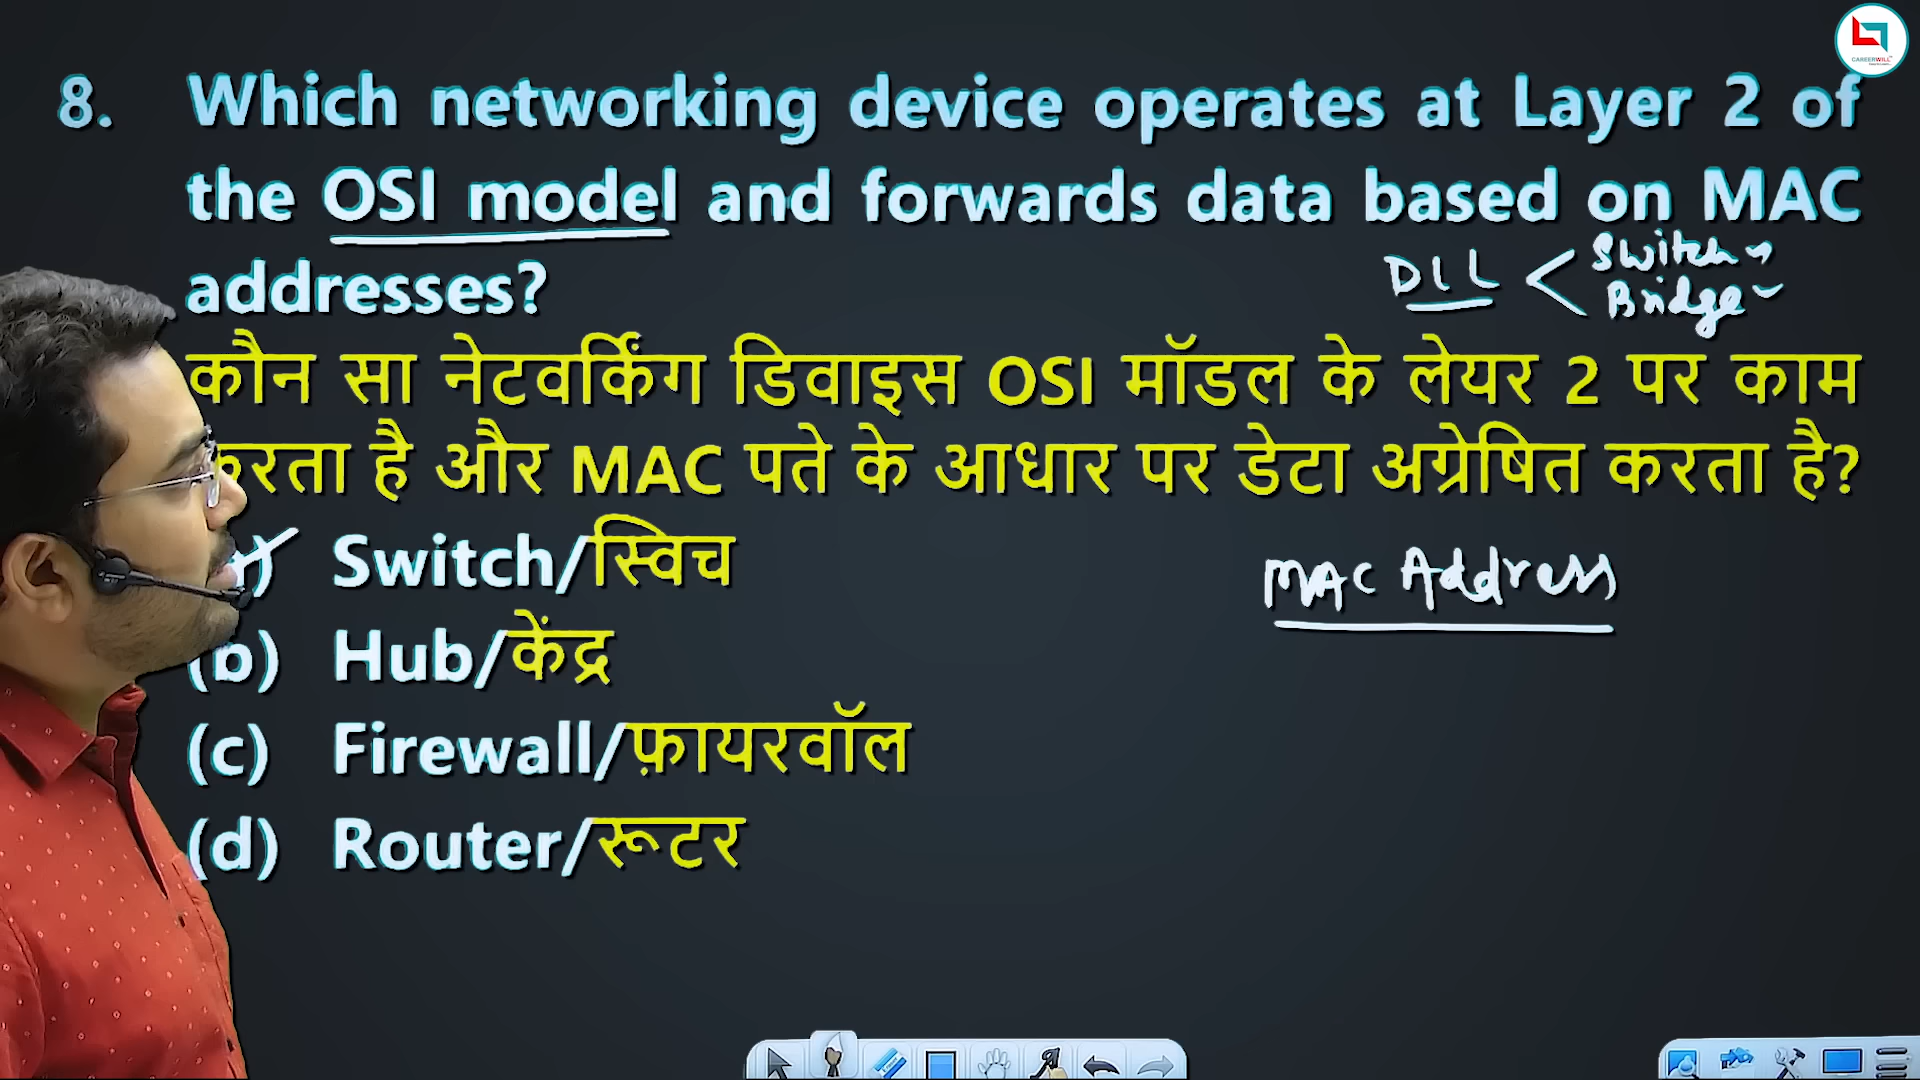 CAREERWILL
8. Which networking device operates at Layer 2 of
the OSI model and forwards data based on MAC
addresses?
DLL < Switch
Bridge
कौन सा नेटवर्किंग डिवाइस OSI मॉडल के लेयर 2 पर काम
करता है और MAC पते के आधार पर डेटा अग्रेषित करता है?
Switch/स्विच
MAC Address
(b) Hub/केंद्र
(c) Firewall/फ़ायरवॉल
(d) Router/रूटर